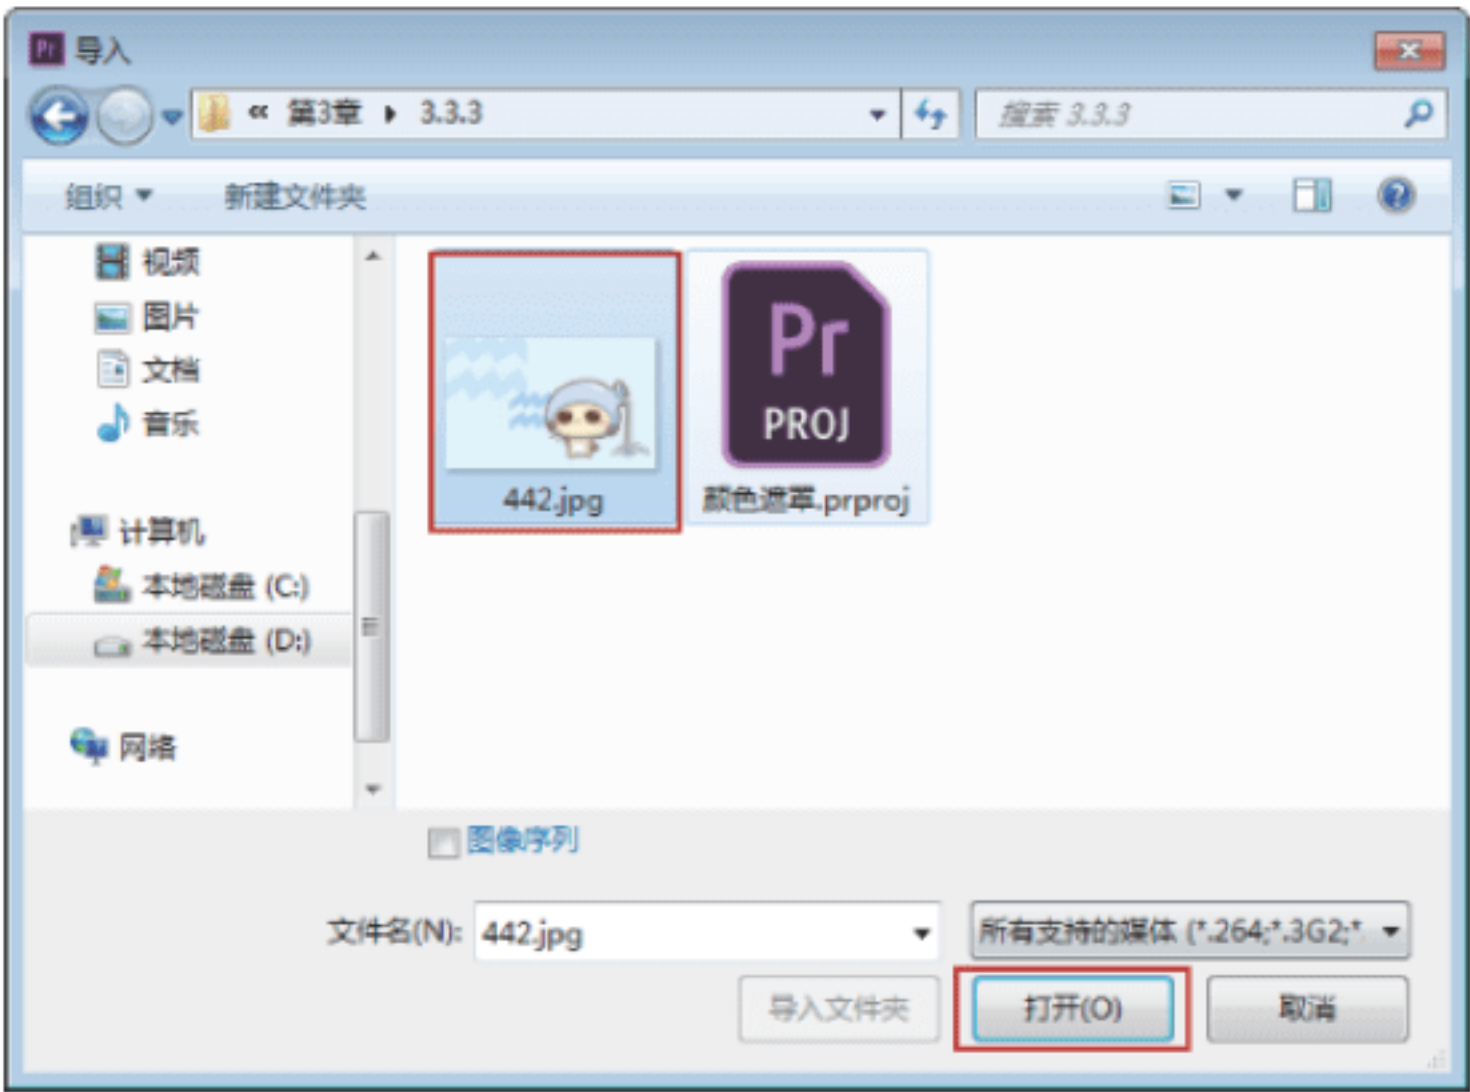 Pr 导入
« 第3章 ▸ 3.3.3
搜索 3.3.3
组织 新建文件夹
视频
图片
文档
音乐
计算机
本地磁盘 (C:)
本地磁盘 (D:)
网络
442.jpg
Pr
PROJ
颜色遮罩.prproj
图像序列
文件名(N): 442.jpg
所有支持的媒体 (*.264;*.3G2;*.
导入文件夹 打开(O) 取消